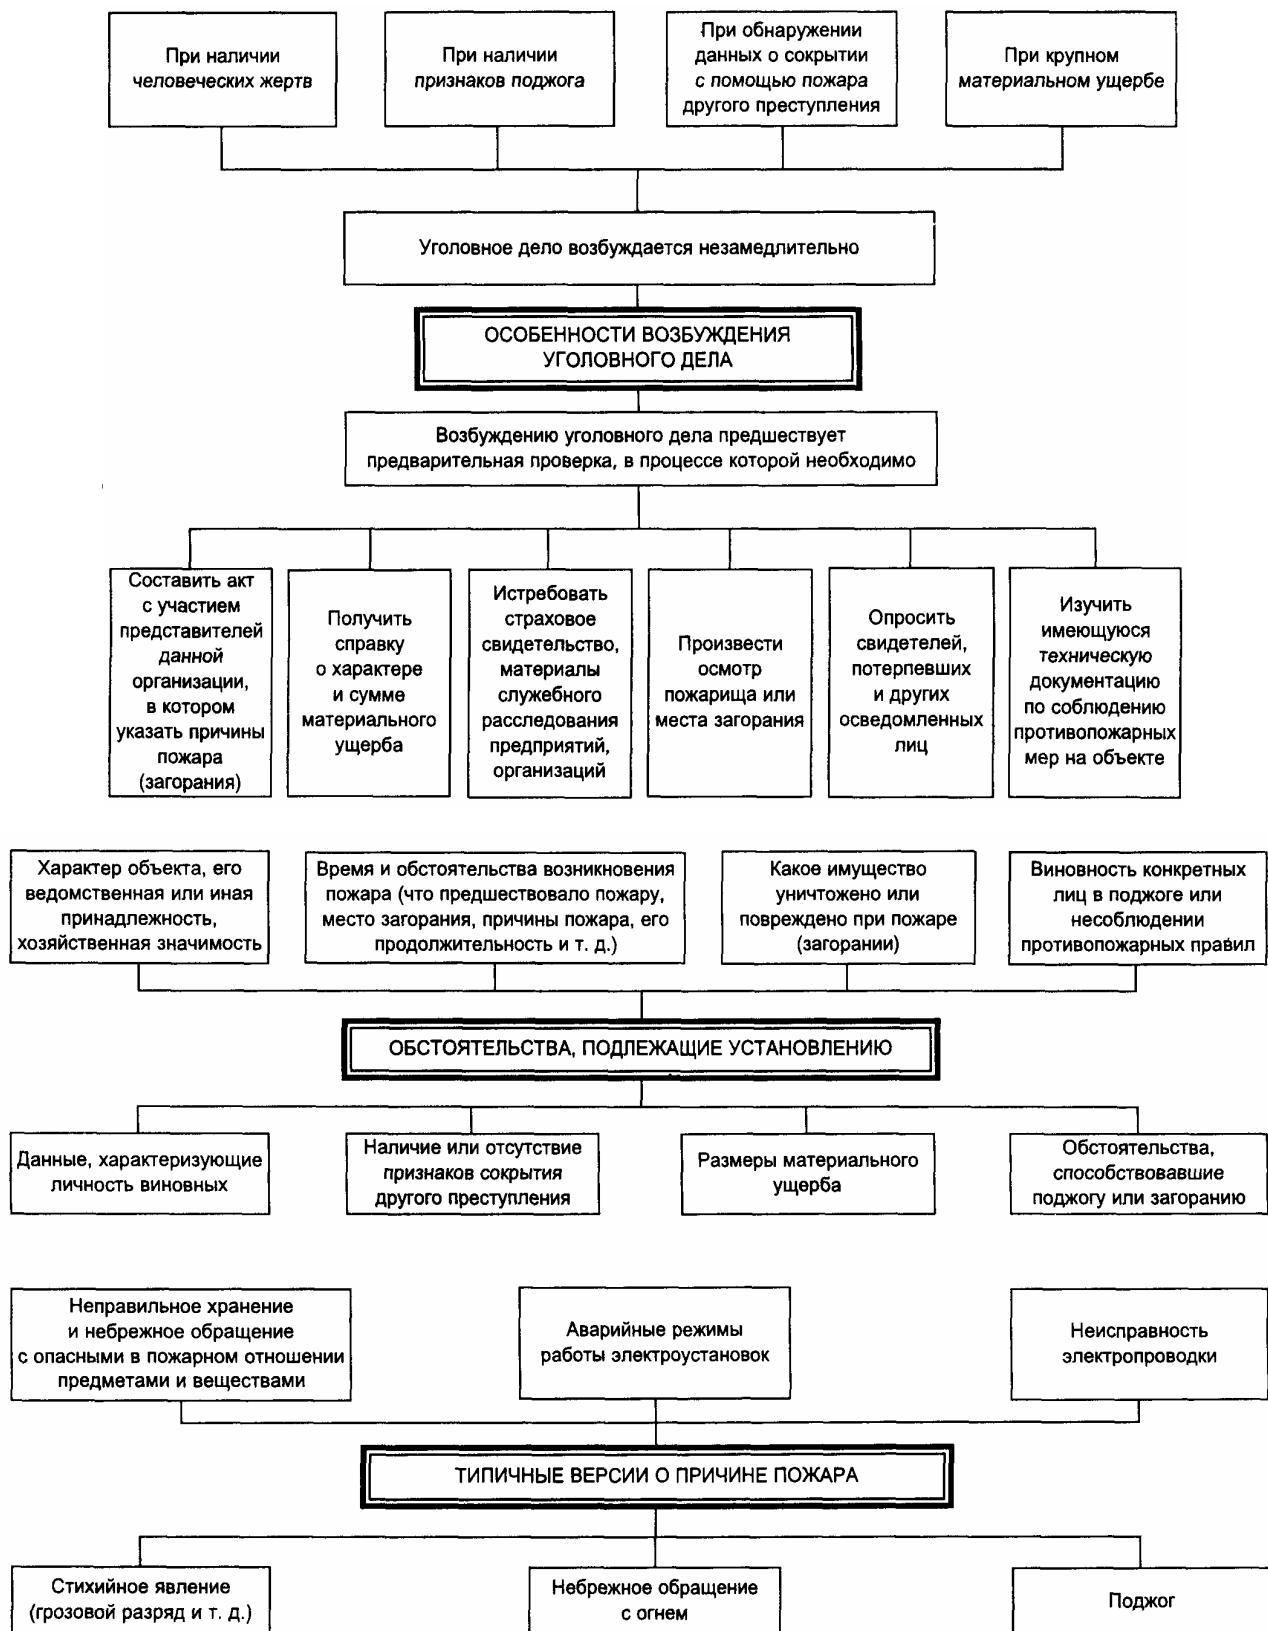 При наличии
человеческих жертв
При наличии
признаков поджога
При обнаружении
данных о сокрытии
с помощью пожара
другого преступления
При крупном
материальном ущербе
Уголовное дело возбуждается незамедлительно
ОСОБЕННОСТИ ВОЗБУЖДЕНИЯ
УГОЛОВНОГО ДЕЛА
Возбуждению уголовного дела предшествует
предварительная проверка, в процессе которой необходимо
Составить акт
с участием
представителей
данной
организации,
в котором
указать причины
пожара
(загорания)
Получить
справку
о характере
и сумме
материального
ущерба
Истребовать
страховое
свидетельство,
материалы
служебного
расследования
предприятий,
организаций
Произвести
осмотр
пожарища или
места загорания
Опросить
свидетелей,
потерпевших
и других
осведомленных
лиц
Изучить
имеющуюся
техническую
документацию
по соблюдению
противопожарных
мер на объекте
Характер объекта, его
ведомственная или иная
принадлежность,
хозяйственная значимость
Время и обстоятельства возникновения
пожара (что предшествовало пожару,
место загорания, причины пожара, его
продолжительность и т. д.)
Какое имущество
уничтожено или
повреждено при пожаре
(загорании)
Виновность конкретных
лиц в поджоге или
несоблюдении
противопожарных правил
ОБСТОЯТЕЛЬСТВА, ПОДЛЕЖАЩИЕ УСТАНОВЛЕНИЮ
Данные, характеризующие
личность виновных
Наличие или отсутствие
признаков сокрытия
другого преступления
Размеры материального
ущерба
Обстоятельства,
способствовавшие
поджогу или загоранию
Неправильное хранение
и небрежное обращение
с опасными в пожарном отношении
предметами и веществами
Аварийные режимы
работы электроустановок
Неисправность
электропроводки
ТИПИЧНЫЕ ВЕРСИИ О ПРИЧИНЕ ПОЖАРА
Стихийное явление
(грозовой разряд и т. д.)
Небрежное обращение
с огнем
Поджог